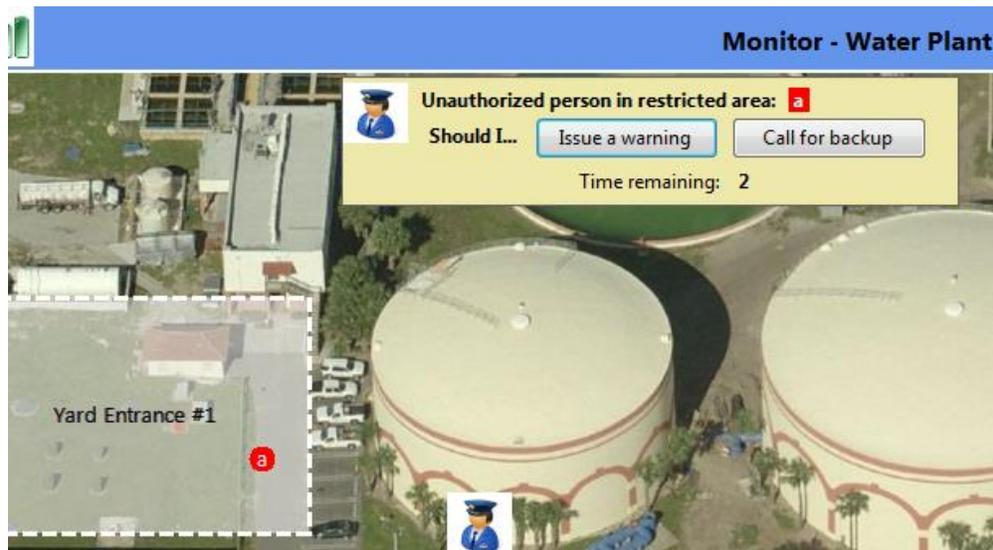 Monitor - Water Plant
Unauthorized person in restricted area: a
Should I... Issue a warning Call for backup
Time remaining: 2
Yard Entrance #1
a